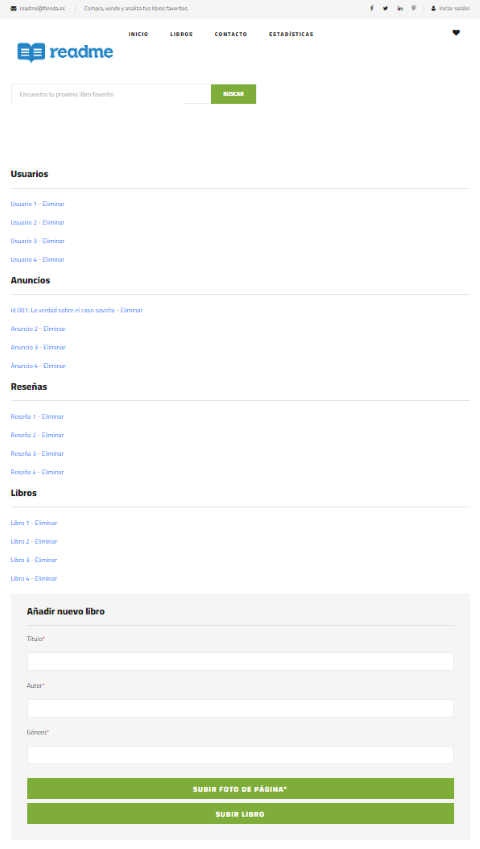 readme@tienda.es
Compra, vende y analiza tus libros favoritos
Iniciar sesión
readme
INICIO LIBROS CONTACTO ESTADÍSTICAS
Encuentra tu proximo libro favorito
BUSCAR
Usuarios
Usuario 1 - Eliminar
Usuario 2 - Eliminar
Usuario 3 - Eliminar
Usuario 4 - Eliminar
Anuncios
id 001: La verdad sobre el caso savolta - Eliminar
Anuncio 2 - Eliminar
Anuncio 3 - Eliminar
Anuncio 4 - Eliminar
Reseñas
Reseña 1 - Eliminar
Reseña 2 - Eliminar
Reseña 3 - Eliminar
Reseña 4 - Eliminar
Libros
Libro 1 - Eliminar
Libro 2 - Eliminar
Libro 3 - Eliminar
Libro 4 - Eliminar
Añadir nuevo libro
Título*
Autor*
Género*
SUBIR FOTO DE PÁGINA*
SUBIR LIBRO